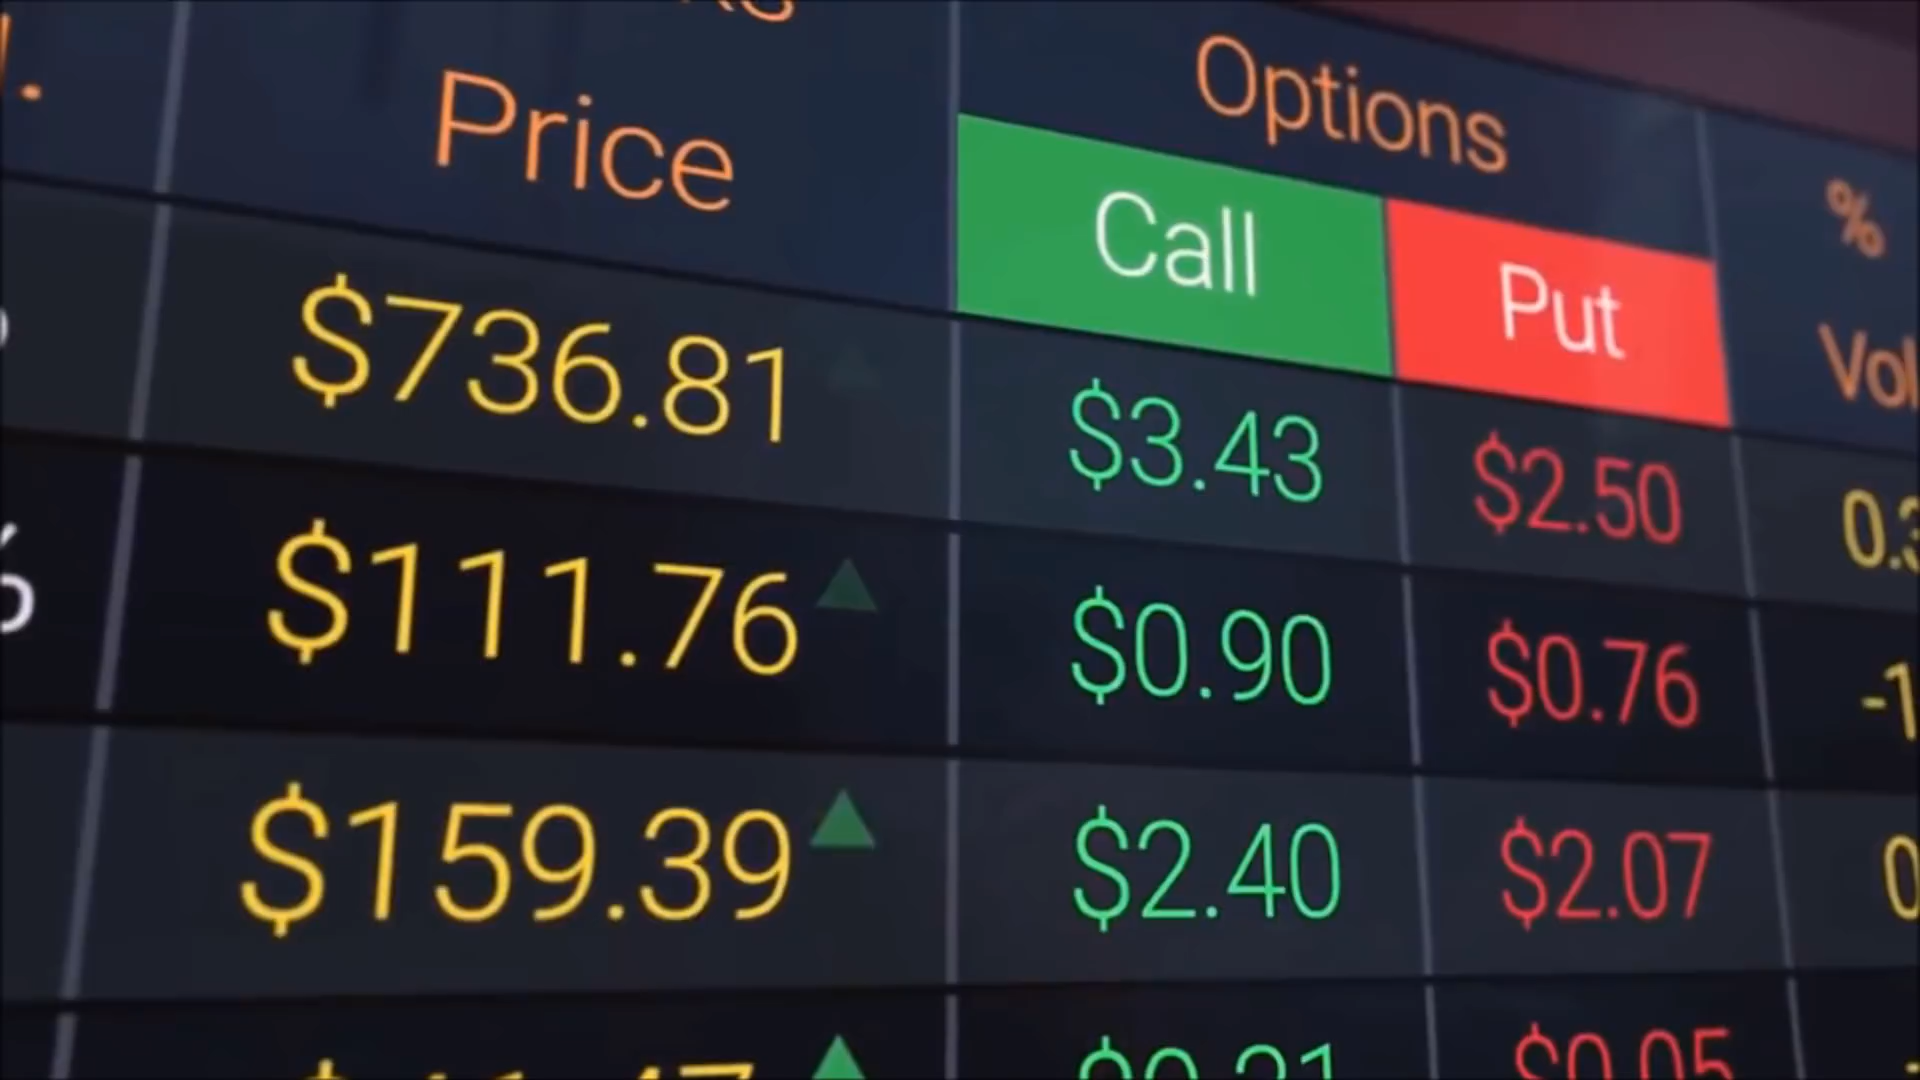 Options
Price
Call Put
%
$736.81 $3.43 $2.50
$111.76 $0.90 $0.76
$159.39 $2.40 $2.07